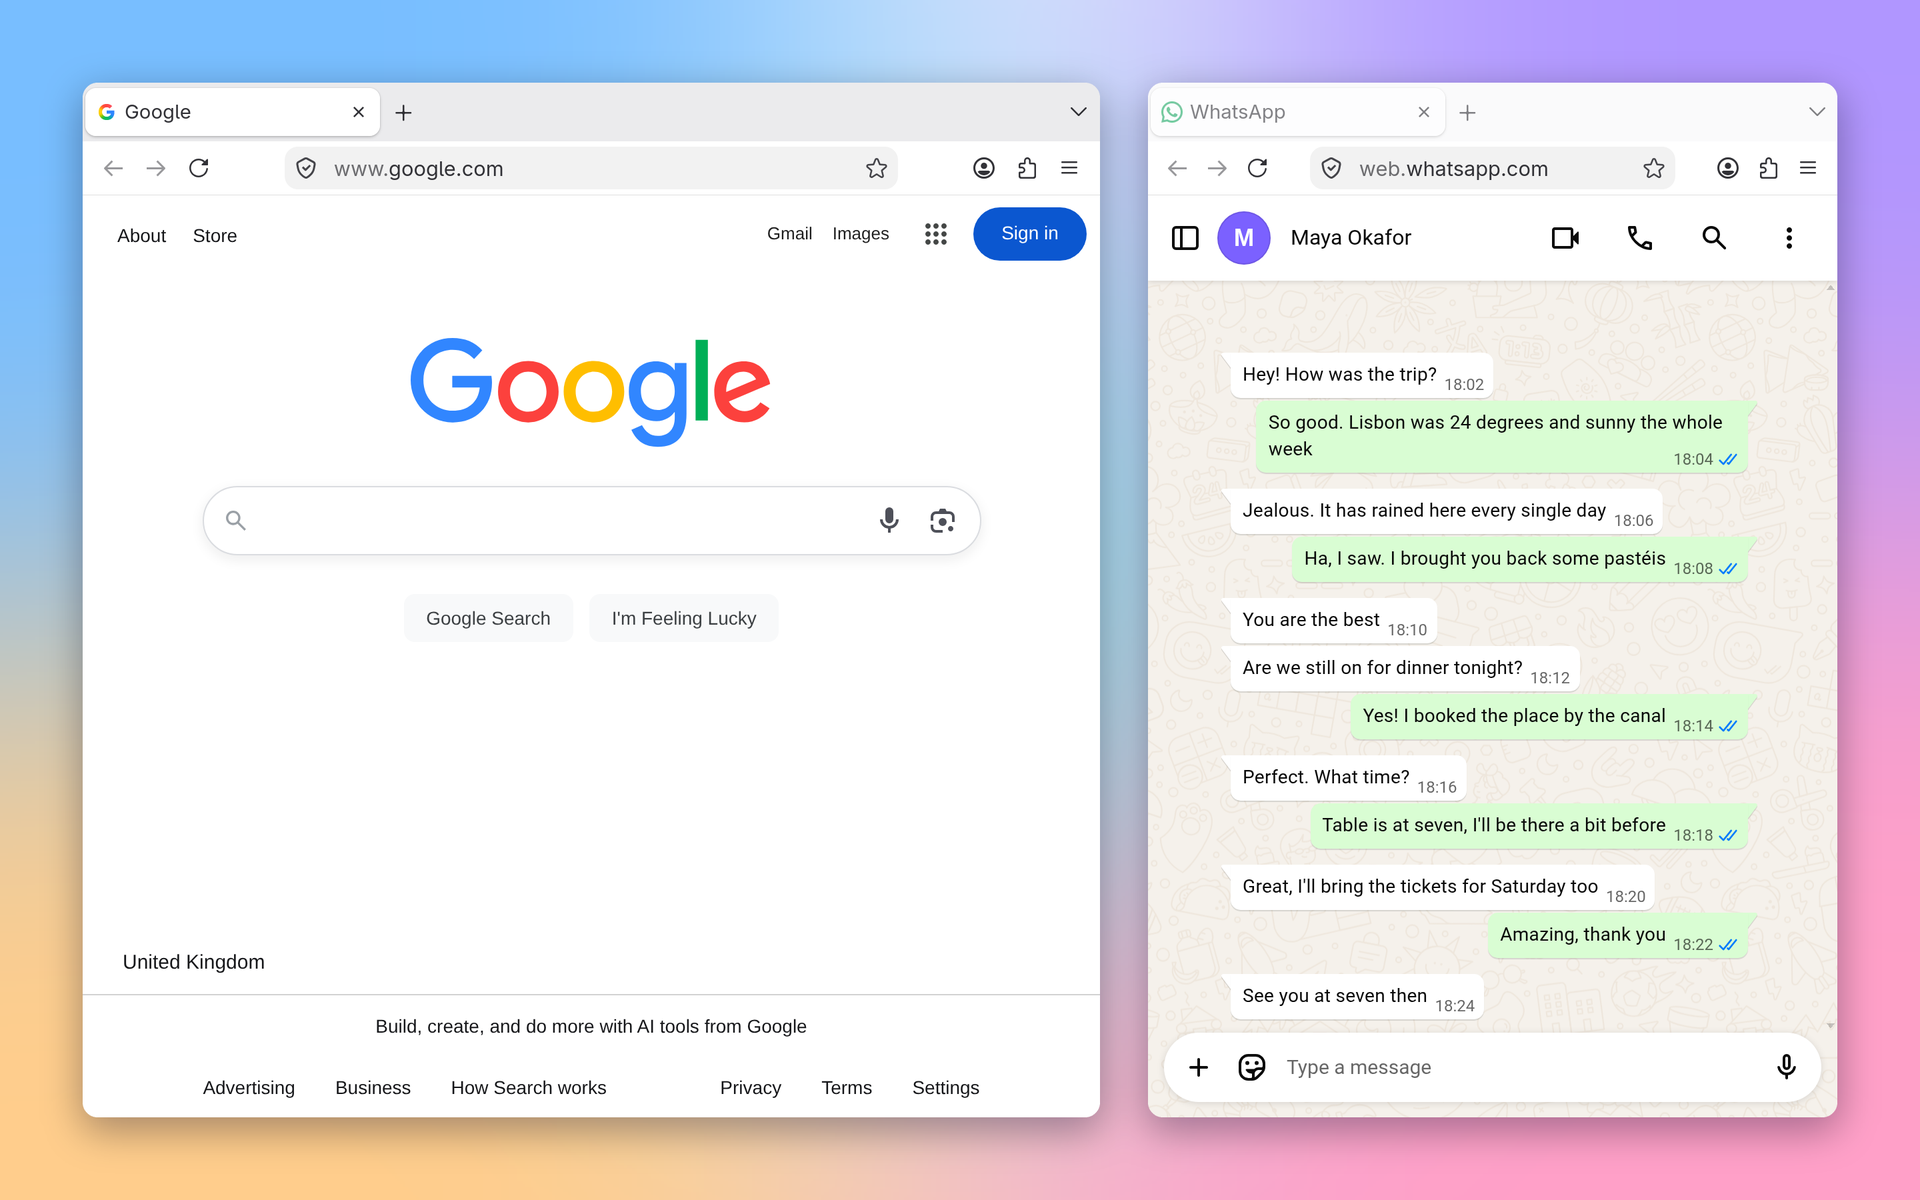 Google
www.google.com
About Store Gmail Images Sign in
Google
Google Search I'm Feeling Lucky
United Kingdom
Build, create, and do more with AI tools from Google
Advertising Business How Search works Privacy Terms Settings
WhatsApp
web.whatsapp.com
M Maya Okafor
Hey! How was the trip? 18:02
So good. Lisbon was 24 degrees and sunny the whole
week 18:04
Jealous. It has rained here every single day 18:06
Ha, I saw. I brought you back some pastéis 18:08
You are the best 18:10
Are we still on for dinner tonight? 18:12
Yes! I booked the place by the canal 18:14
Perfect. What time? 18:16
Table is at seven, I'll be there a bit before 18:18
Great, I'll bring the tickets for Saturday too 18:20
Amazing, thank you 18:22
See you at seven then 18:24
Type a message